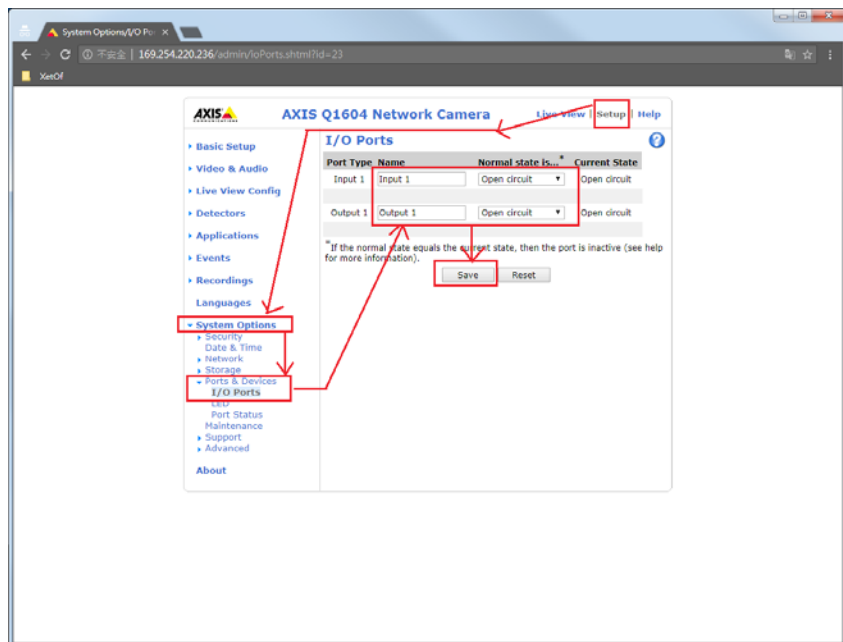 System Options/I/O Por
不安全 | 169.254.220.236/admin/ioPorts.shtml?id=23
XetOf
AXIS
COMMUNICATIONS
AXIS Q1604 Network Camera
Live View | Setup | Help
Basic Setup
Video & Audio
Live View Config
Detectors
Applications
Events
Recordings
Languages
System Options
Security
Date & Time
Network
Storage
Ports & Devices
I/O Ports
LED
Port Status
Maintenance
Support
Advanced
About
I/O Ports
Port Type Name Normal state is...* Current State
Input 1 Input 1 Open circuit Open circuit
Output 1 Output 1 Open circuit Open circuit
*If the normal state equals the current state, then the port is inactive (see help
for more information).
Save Reset